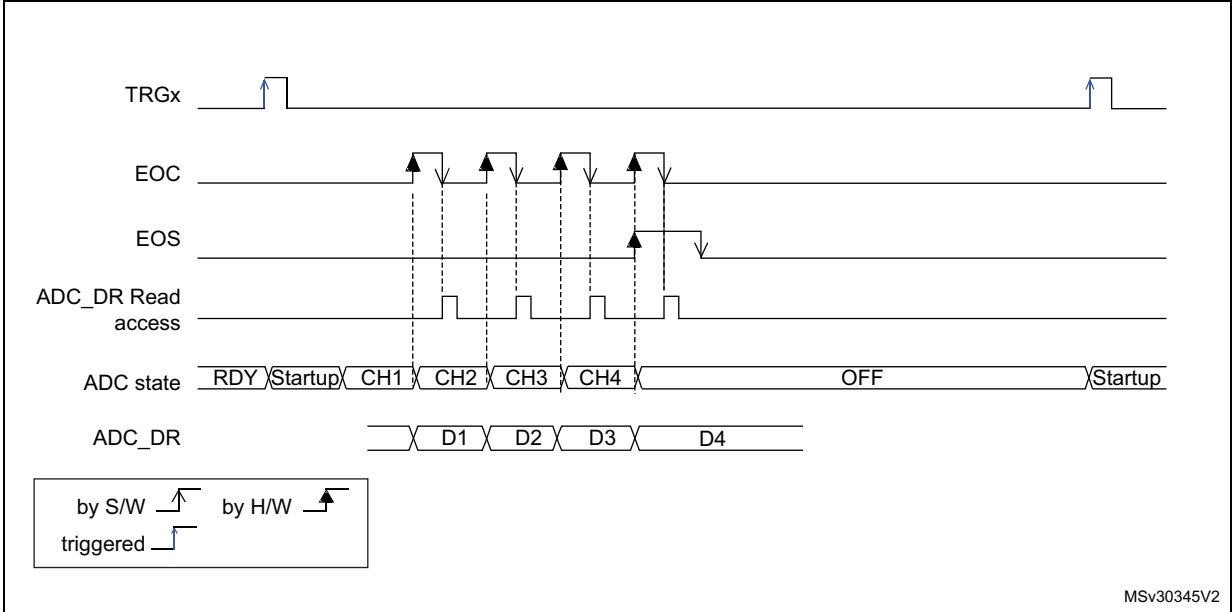 TRGx
EOC
EOS
ADC_DR Read
access
ADC state RDY Startup CH1 CH2 CH3 CH4 OFF Startup
ADC_DR D1 D2 D3 D4
by S/W by H/W
triggered
MSv30345V2